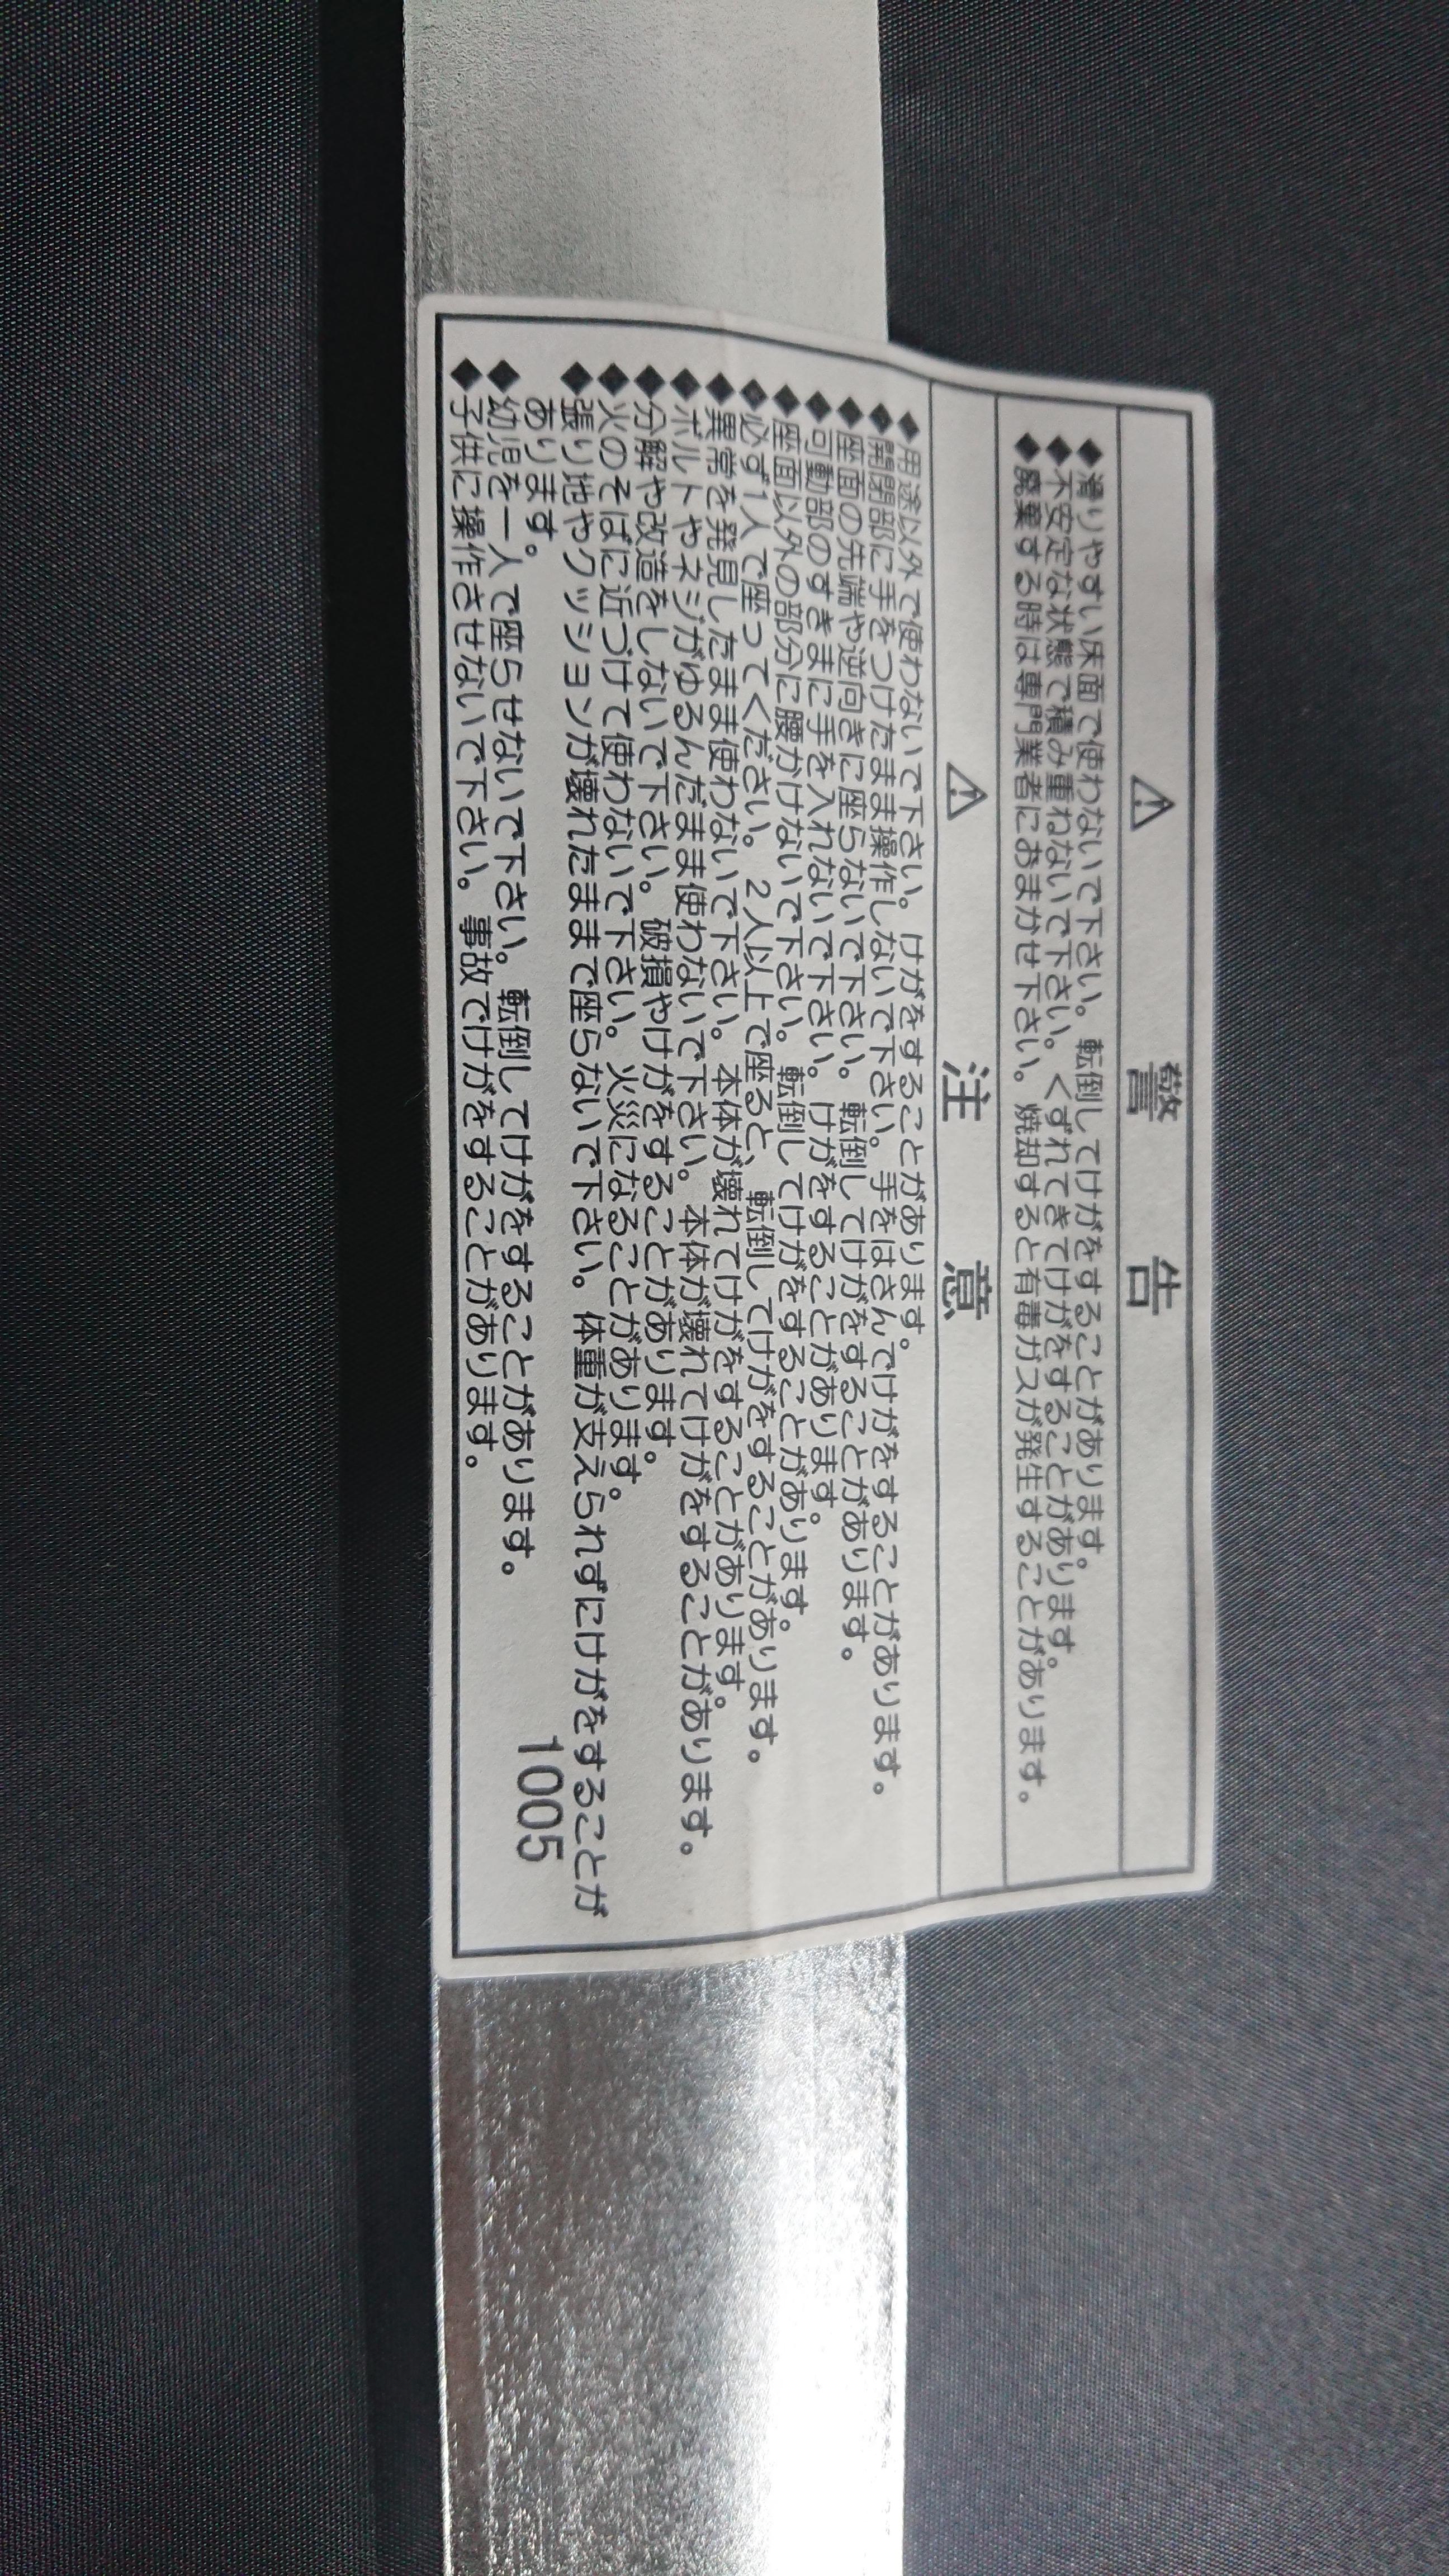 ⚠ 警 告
◆滑りやすい床面で使わないで下さい。転倒してけがをすることがあります。
◆不安定な状態で積み重ねないで下さい。くずれてきてけがをすることがあります。
◆廃棄する時は専門業者におまかせ下さい。焼却すると有毒ガスが発生することがあります。
⚠ 注 意
◆用途以外で使わないで下さい。けがをすることがあります。
◆開閉部に手をつけたまま操作しないで下さい。手をはさんでけがをすることがあります。
◆座面の先端や逆向きに座らないで下さい。転倒してけがをすることがあります。
◆可動部のすきまに手を入れないで下さい。けがをすることがあります。
◆座面以外の部分に腰かけないで下さい。転倒してけがをすることがあります。
◆必ず1人で座ってください。2人以上で座ると、転倒してけがをすることがあります。
◆異常を発見したまま使わないで下さい。本体が壊れてけがをすることがあります。
◆ボルトやネジがゆるんだまま使わないで下さい。本体が壊れてけがをすることがあります。
◆分解や改造をしないで下さい。破損やけがをすることがあります。
◆火のそばに近づけて使わないで下さい。火災になることがあります。
◆張り地やクッションが壊れたままで座らないで下さい。体重が支えられずにけがをすることが
あります。
◆幼児を一人で座らせないで下さい。転倒してけがをすることがあります。
◆子供に操作させないで下さい。事故でけがをすることがあります。
1005